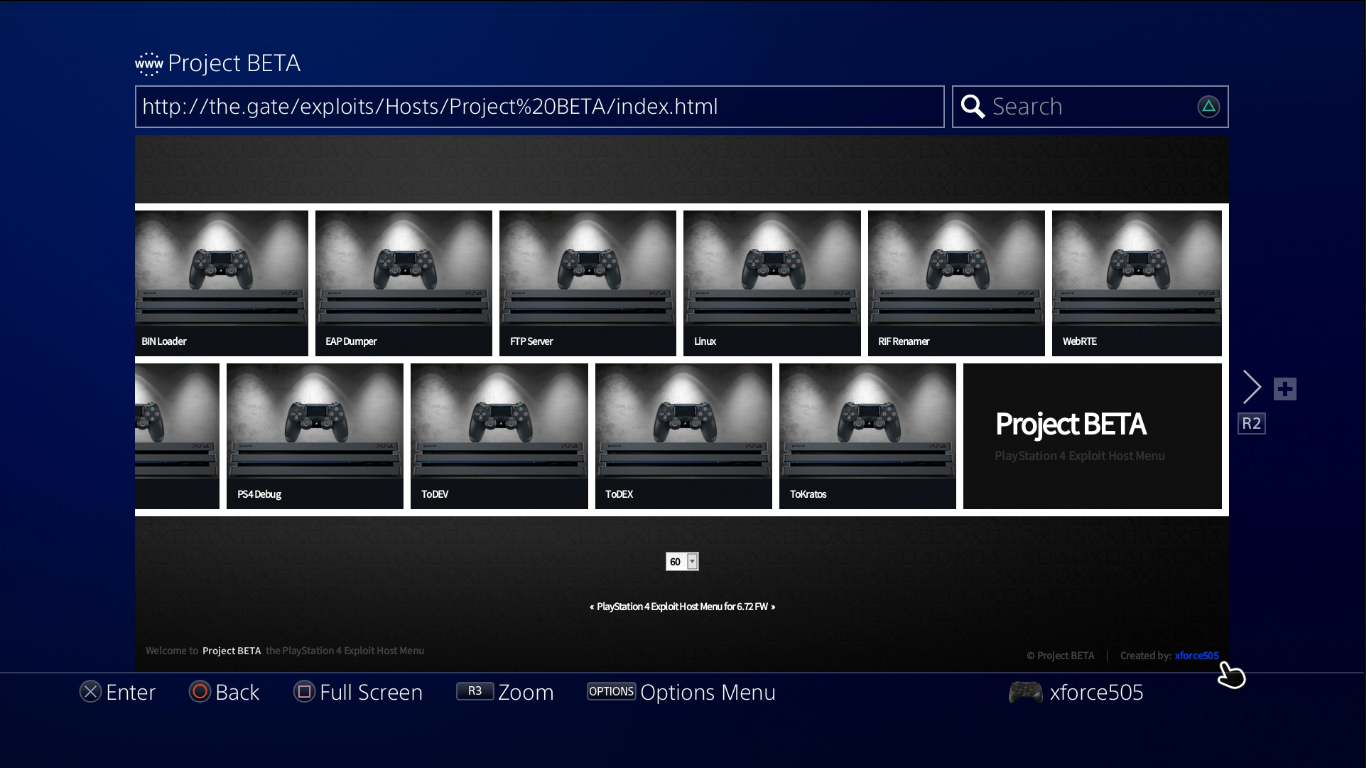 www Project BETA
http://the.gate/exploits/Hosts/Project%20BETA/index.html
Search
BIN Loader
EAP Dumper
FTP Server
Linux
RIF Renamer
WebRTE
R2
PS4 Debug
ToDEV
ToDEX
ToKratos
Project BETA
PlayStation 4 Exploit Host Menu
60
« PlayStation 4 Exploit Host Menu for 6.72 FW »
Welcome to Project BETA the PlayStation 4 Exploit Host Menu
© Project BETA | Created by: xforce505
Enter
Back
Full Screen
R3 Zoom
OPTIONS Options Menu
xforce505